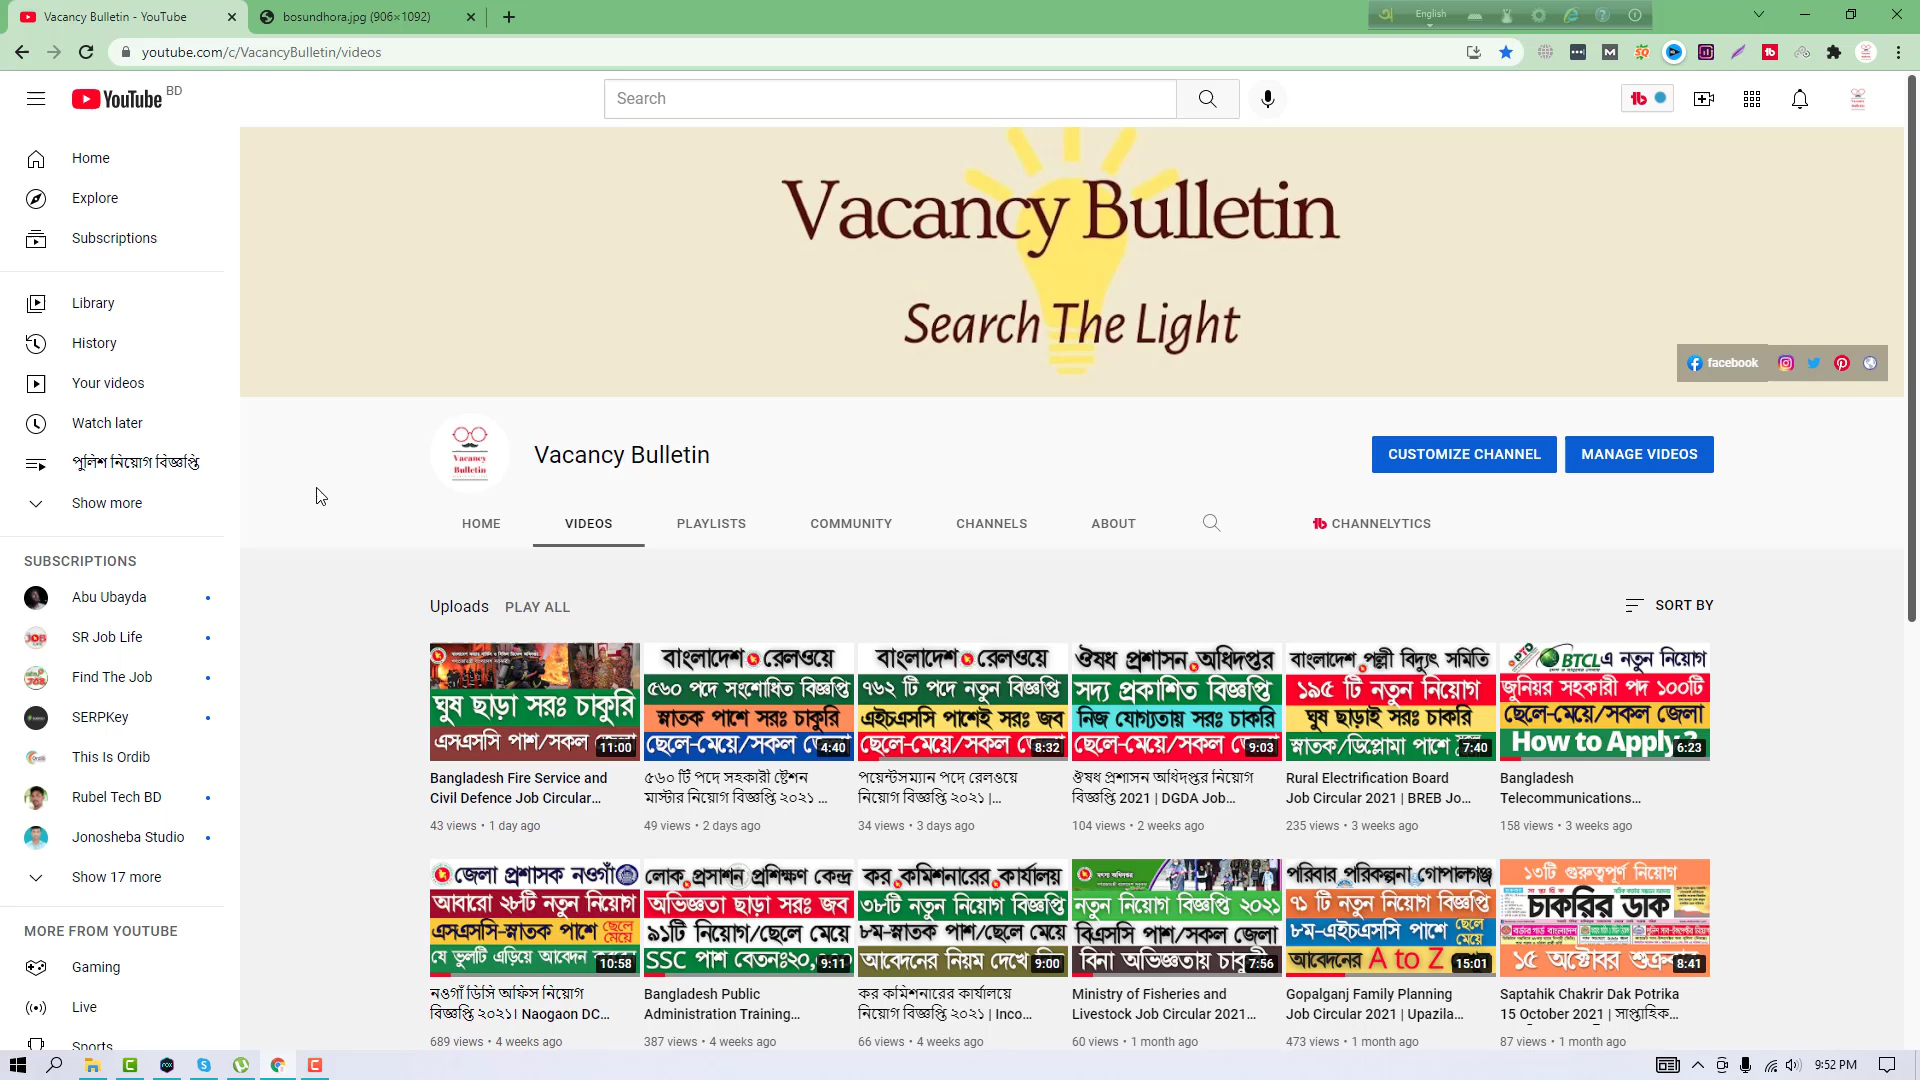 Vacancy Bulletin - YouTube
bosundhora.jpg (906×1092)
English
youtube.com/c/VacancyBulletin/videos
YouTube BD
Search
Home
Explore
Subscriptions
Library
History
Your videos
Watch later
পুলিশ নিয়োগ বিজ্ঞপ্তি
Show more
SUBSCRIPTIONS
Abu Ubayda
SR Job Life
Find The Job
SERPKey
This Is Ordib
Rubel Tech BD
Jonosheba Studio
Show 17 more
MORE FROM YOUTUBE
Gaming
Live
Sports
Vacancy Bulletin
Search The Light
facebook
Vacancy Bulletin
Vacancy Bulletin
CUSTOMIZE CHANNEL
MANAGE VIDEOS
HOME
VIDEOS
PLAYLISTS
COMMUNITY
CHANNELS
ABOUT
CHANNELYTICS
Uploads
PLAY ALL
SORT BY
ঘুষ ছাড়া সরঃ চাকুরি
এসএসসি পাশ/সকল
11:00
Bangladesh Fire Service and
Civil Defence Job Circular...
43 views • 1 day ago
বাংলাদেশ রেলওয়ে
৫৬০ পদে সংশোধিত বিজ্ঞপ্তি
স্নাতক পাশে সরঃ চাকুরি
ছেলে-মেয়ে/সকল
4:40
৫৬০ টি পদে সহকারী ষ্টেশন
মাস্টার নিয়োগ বিজ্ঞপ্তি ২০২১ ...
49 views • 2 days ago
বাংলাদেশ রেলওয়ে
৭৬২ টি পদে নতুন বিজ্ঞপ্তি
এইচএসসি পাশেই সরঃ জব
ছেলে-মেয়ে/সকল
8:32
পয়েন্টসম্যান পদে রেলওয়ে
নিয়োগ বিজ্ঞপ্তি ২০২১ |...
34 views • 3 days ago
ঔষধ প্রশাসন অধিদপ্তর
সদ্য প্রকাশিত বিজ্ঞপ্তি
নিজ যোগ্যতায় সরঃ চাকরি
ছেলে-মেয়ে/সকল
9:03
ঔষধ প্রশাসন অধিদপ্তর নিয়োগ
বিজ্ঞপ্তি 2021 | DGDA Job...
104 views • 2 weeks ago
বাংলাদেশ পল্লী বিদ্যুৎ সমিতি
১৯৫ টি নতুন নিয়োগ
ঘুষ ছাড়াই সরঃ চাকরি
স্নাতক/ডিপ্লোমা পাশে
7:40
Rural Electrification Board
Job Circular 2021 | BREB Jo...
235 views • 3 weeks ago
BTCLএ নতুন নিয়োগ
জুনিয়র সহকারী পদ ১০০টি
ছেলে-মেয়ে/সকল জেলা
How to Apply ?
6:23
Bangladesh
Telecommunications...
158 views • 3 weeks ago
জেলা প্রশাসক নওগাঁ
আবারো ২৮টি নতুন নিয়োগ
এসএসসি-স্নাতক পাশে ছেলে মেয়ে
যে ভুলটি এড়িয়ে আবেদন
10:58
নওগাঁ ডিসি অফিস নিয়োগ
বিজ্ঞপ্তি ২০২১। Naogaon DC...
689 views • 4 weeks ago
লোক প্রসাশন প্রশিক্ষণ কেন্দ্র
অভিজ্ঞতা ছাড়া সরঃ জব
৯১টি নিয়োগ/ছেলে মেয়ে
SSC পাশ বেতনঃ২০,
9:11
Bangladesh Public
Administration Training...
387 views • 4 weeks ago
কর কমিশনারের কার্যালয়
৩৮টি নতুন নিয়োগ বিজ্ঞপ্তি
৮ম-স্নাতক পাশ/ছেলে মেয়ে
আবেদনের নিয়ম দেখে
9:00
কর কমিশনারের কার্যালয়ে
নিয়োগ বিজ্ঞপ্তি ২০২১ | Inco...
66 views • 4 weeks ago
নতুন নিয়োগ বিজ্ঞপ্তি ২০২১
বিএসসি পাশ/সকল জেলা
বিনা অভিজ্ঞতায়
7:56
Ministry of Fisheries and
Livestock Job Circular 2021...
60 views • 1 month ago
পরিবার পরিকল্পনা গোপালগঞ্জ
৭১ টি নতুন নিয়োগ বিজ্ঞপ্তি
৮ম-এইচএসসি পাশে ছেলে মেয়ে
আবেদনের A to Z
15:01
Gopalganj Family Planning
Job Circular 2021 | Upazila...
473 views • 1 month ago
১৩টি গুরুত্বপূর্ণ নিয়োগ
চাকরির ডাক
১৫ অক্টোবর শুক্রবার
8:41
Saptahik Chakrir Dak Potrika
15 October 2021 | সাপ্তাহিক...
87 views • 1 month ago
9:52 PM